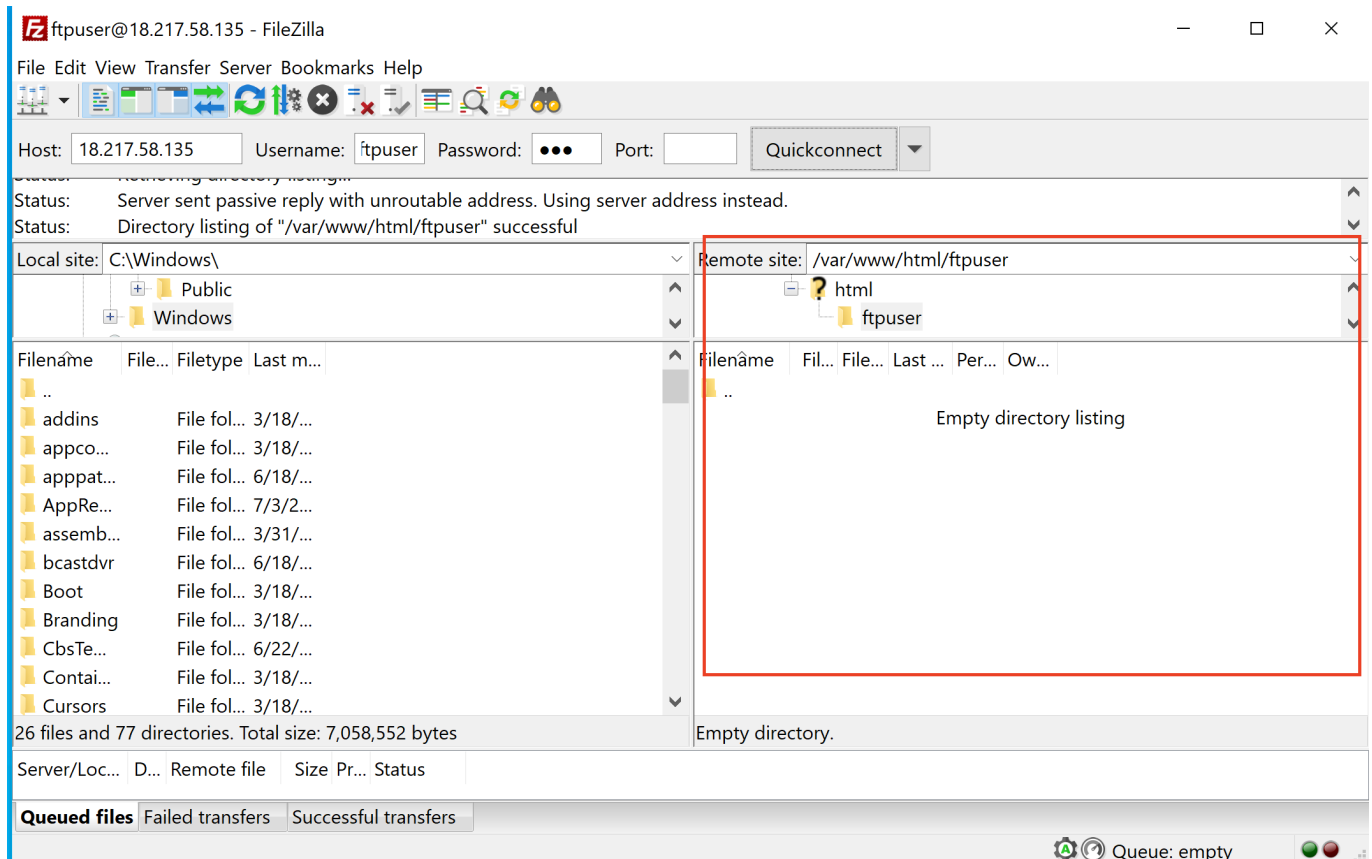 ftpuser@18.217.58.135 - FileZilla
File Edit View Transfer Server Bookmarks Help
Host: 18.217.58.135 Username: ftpuser Password: ●●● Port: Quickconnect
Status: Retrieving directory listing...
Status: Server sent passive reply with unroutable address. Using server address instead.
Status: Directory listing of "/var/www/html/ftpuser" successful
Local site: C:\Windows\
Public
Windows
Filename File... Filetype Last m...
..
addins File fol... 3/18/...
appco... File fol... 3/18/...
apppat... File fol... 6/18/...
AppRe... File fol... 7/3/2...
assemb... File fol... 3/31/...
bcastdvr File fol... 6/18/...
Boot File fol... 3/18/...
Branding File fol... 3/18/...
CbsTe... File fol... 6/22/...
Contai... File fol... 3/18/...
Cursors File fol... 3/18/...
26 files and 77 directories. Total size: 7,058,552 bytes
Remote site: /var/www/html/ftpuser
? html
ftpuser
Filename Fil... File... Last ... Per... Ow...
..
Empty directory listing
Empty directory.
Server/Loc... D... Remote file Size Pr... Status
Queued files Failed transfers Successful transfers
Queue: empty